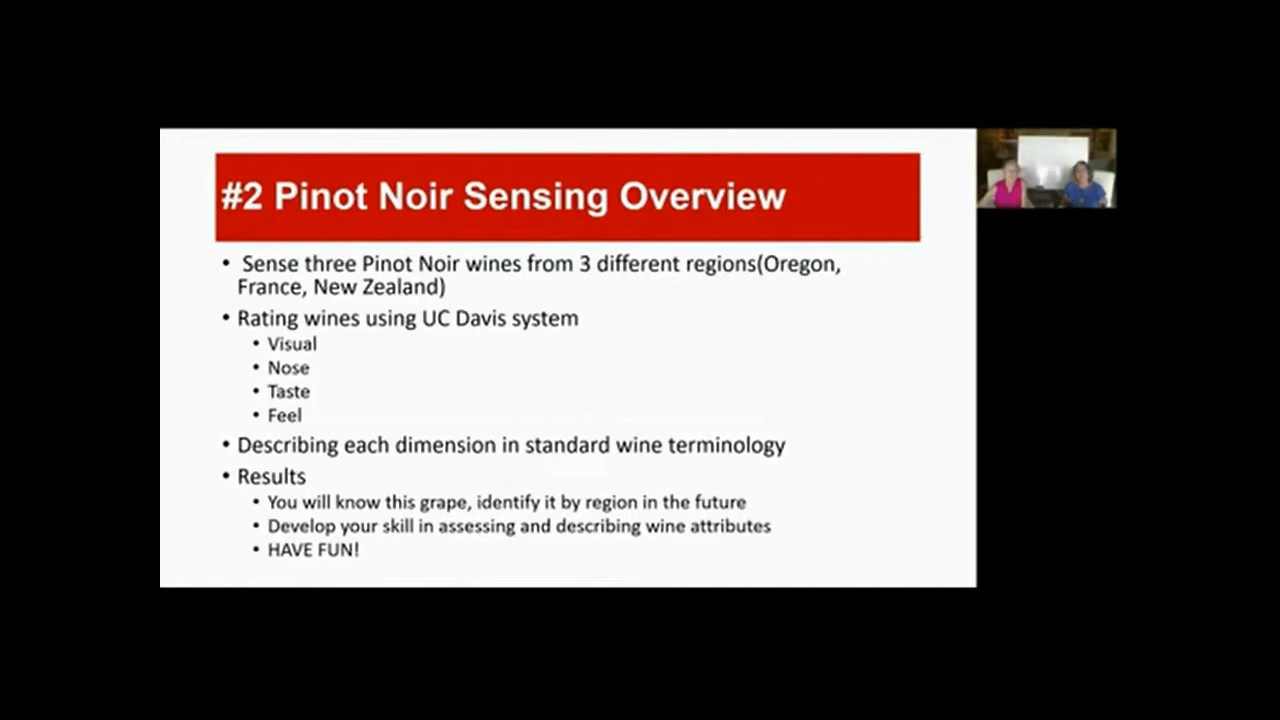 #2 Pinot Noir Sensing Overview
• Sense three Pinot Noir wines from 3 different regions(Oregon,
France, New Zealand)
• Rating wines using UC Davis system
• Visual
• Nose
• Taste
• Feel
• Describing each dimension in standard wine terminology
• Results
• You will know this grape, identify it by region in the future
• Develop your skill in assessing and describing wine attributes
• HAVE FUN!